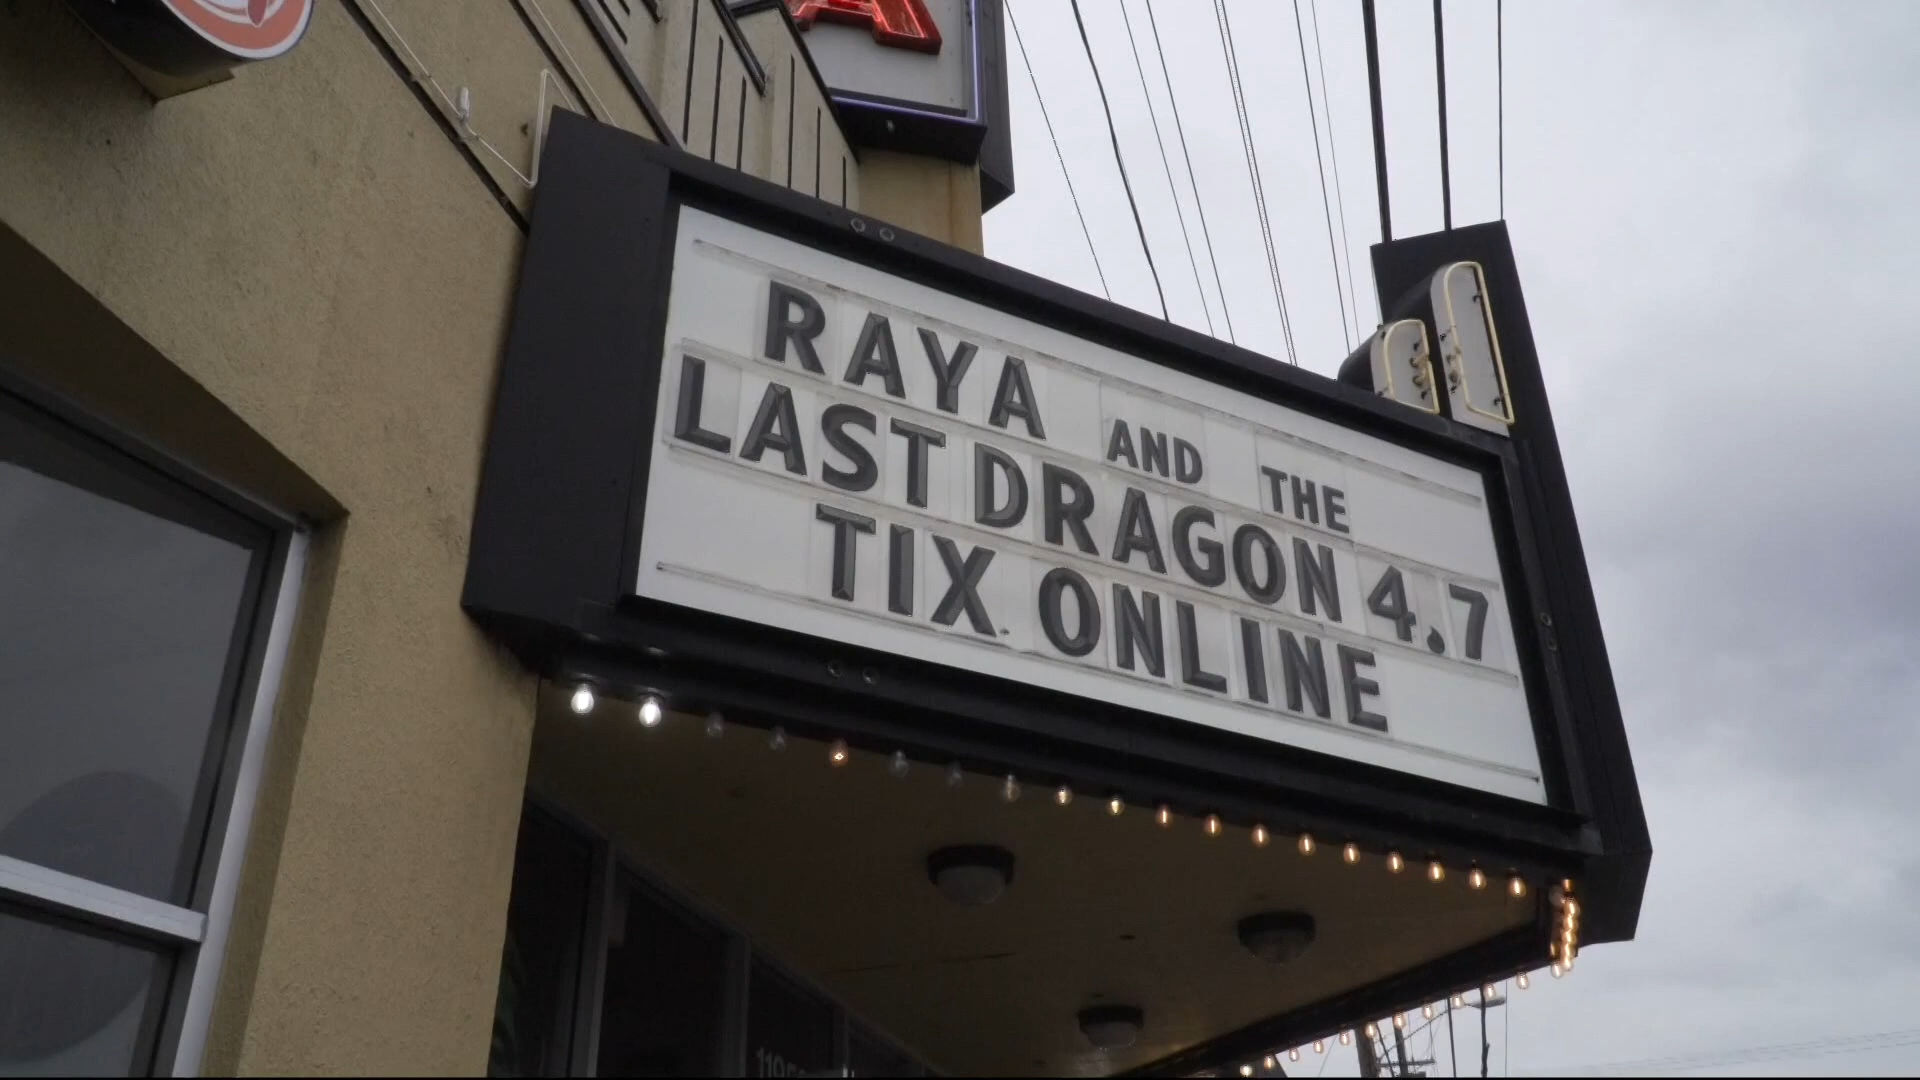 A
RAYA AND THE
LAST DRAGON 4.7
TIX ONLINE